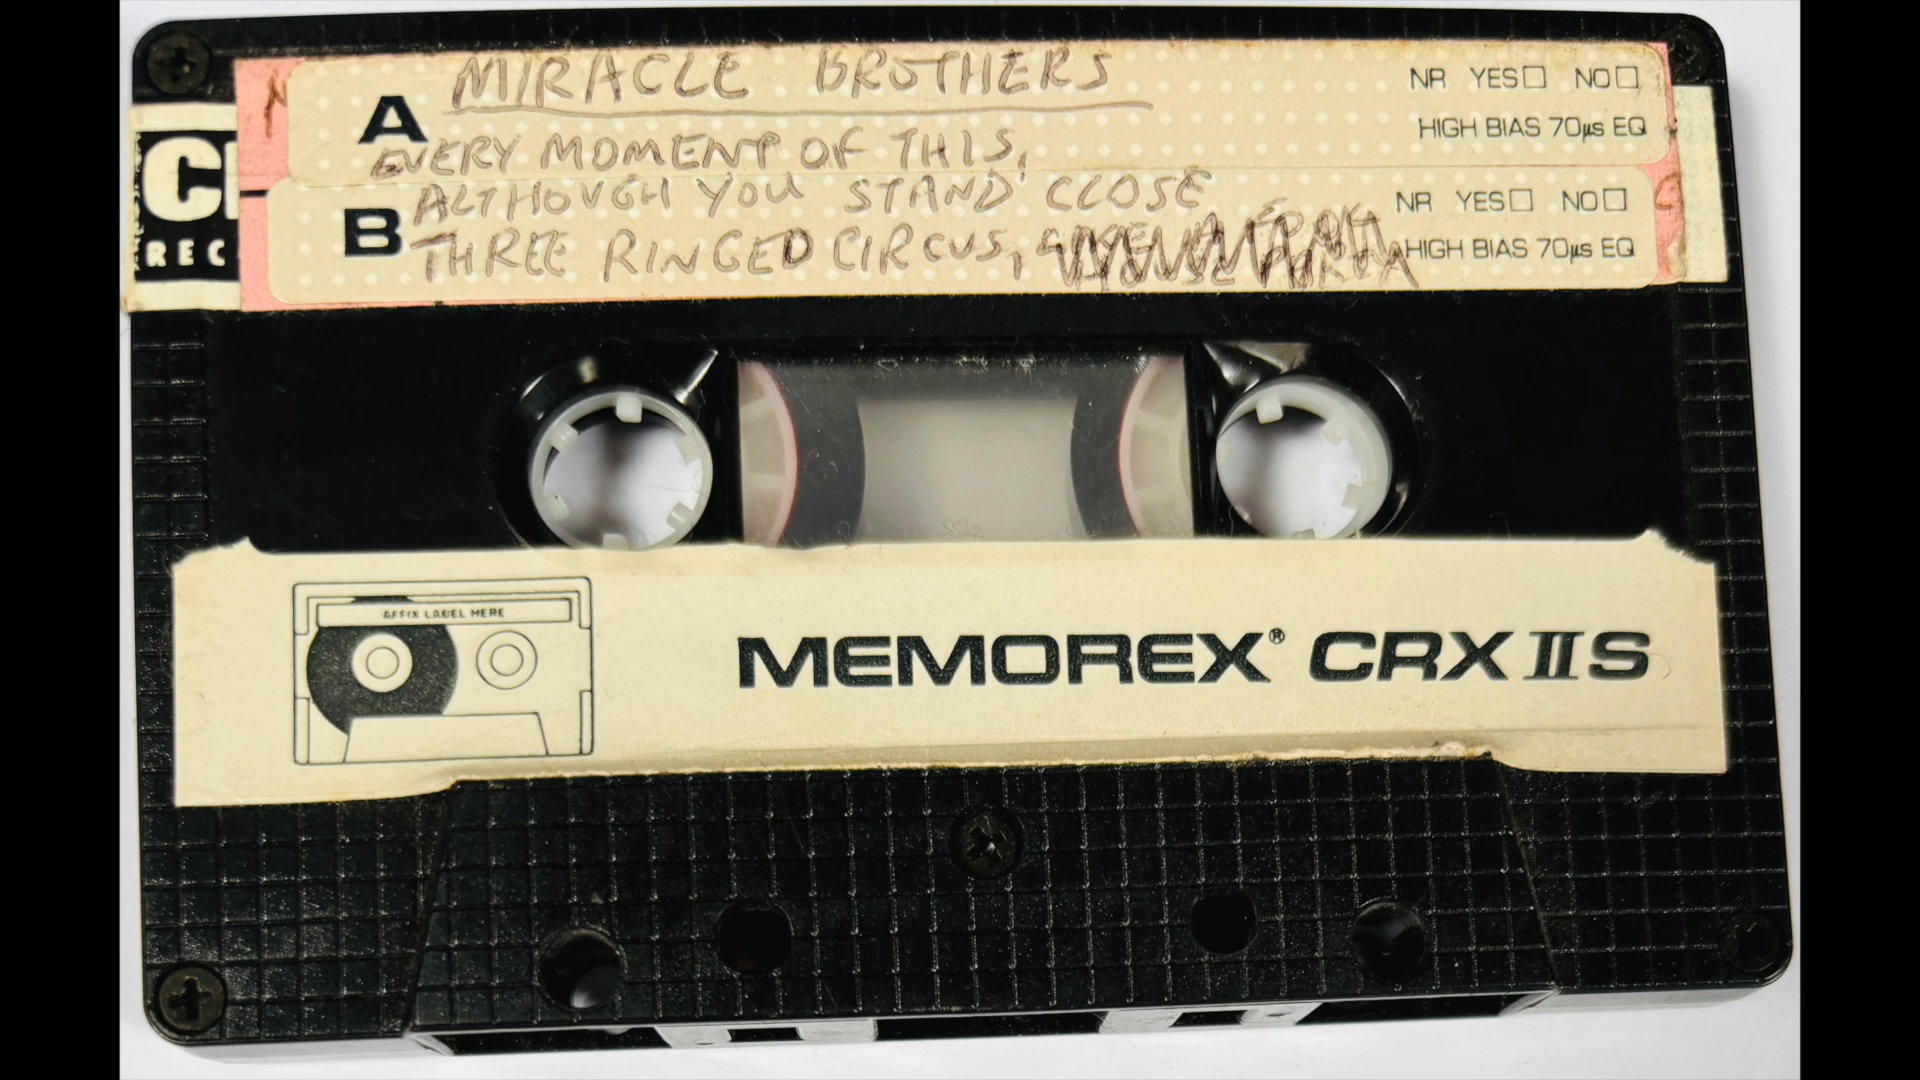 MIRACLE BROTHERS
NR YES NO
A
HIGH BIAS 70µs EQ
EVERY MOMENT OF THIS,
ALTHOUGH YOU STAND CLOSE
NR YES NO
B
THREE RINGED CIRCUS,
HIGH BIAS 70µs EQ
REC
AFFIX LABEL HERE
MEMOREX® CRX II S